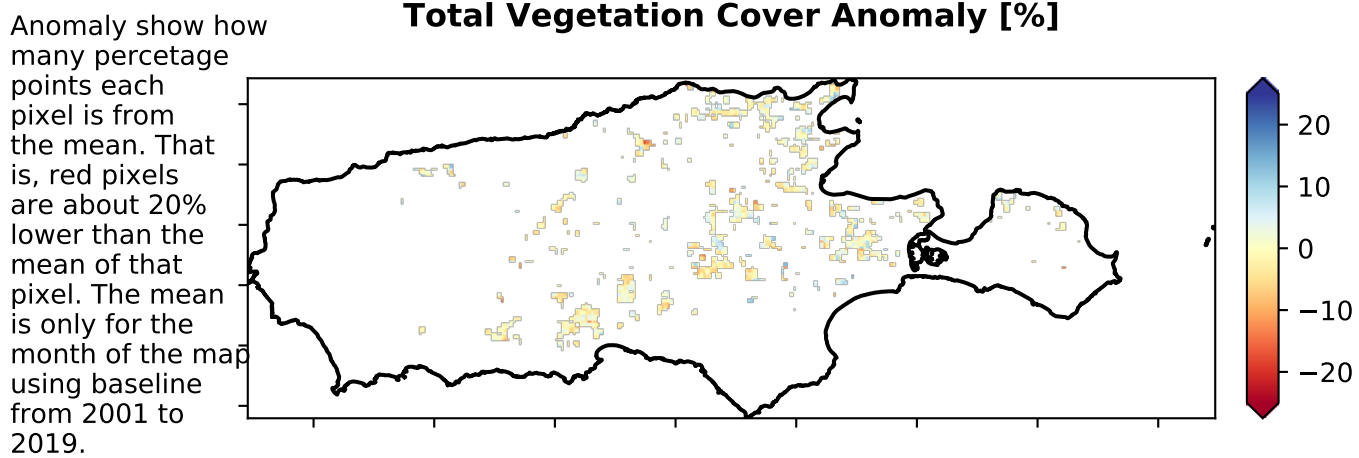 Total Vegetation Cover Anomaly [%]
Anomaly show how
many percetage
points each
pixel is from
the mean. That
is, red pixels
are about 20%
lower than the
mean of that
pixel. The mean
is only for the
month of the map
using baseline
from 2001 to
2019.
20
10
0
−10
−20